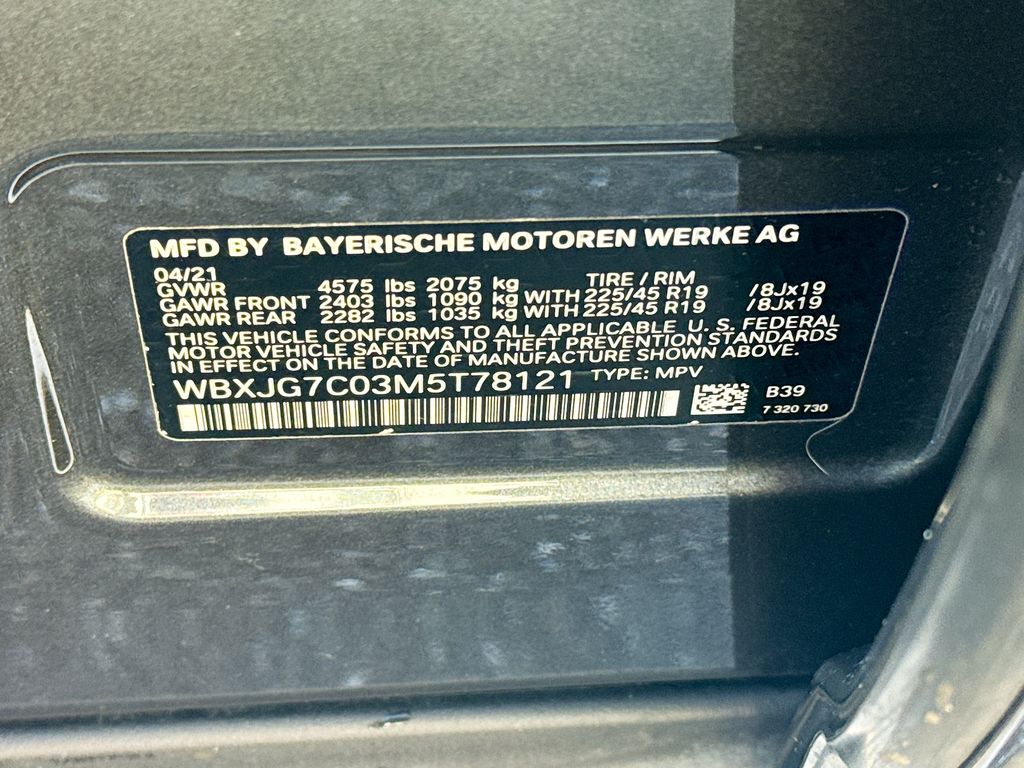 MFD BY BAYERISCHE MOTOREN WERKE AG
04/21 TIRE / RIM
GVWR 4575 lbs 2075 kg
GAWR FRONT 2403 lbs 1090 kg WITH 225/45 R19 /8Jx19
GAWR REAR 2282 lbs 1035 kg WITH 225/45 R19 /8Jx19
THIS VEHICLE CONFORMS TO ALL APPLICABLE U. S. FEDERAL
MOTOR VEHICLE SAFETY AND THEFT PREVENTION STANDARDS
IN EFFECT ON THE DATE OF MANUFACTURE SHOWN ABOVE.
WBXJG7C03M5T78121 TYPE: MPV
B39
7 320 730